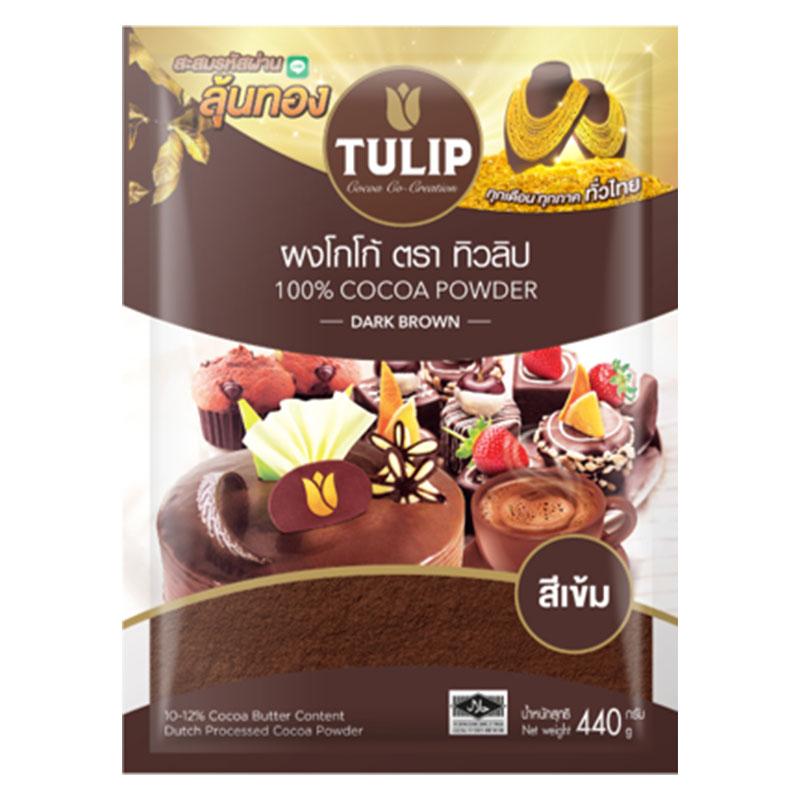 สะสมรหัสผ่าน LINE
ลุ้นทอง
TULIP
Cocoa Co-Creation
ทุกเดือน ทุกภาค ทั่วไทย
ผงโกโก้ ตรา ทิวลิป
100% COCOA POWDER
DARK BROWN
สีเข้ม
10-12% Cocoa Butter Content
Dutch Processed Cocoa Powder
น้ำหนักสุทธิ 440 กรัม
Net weight g